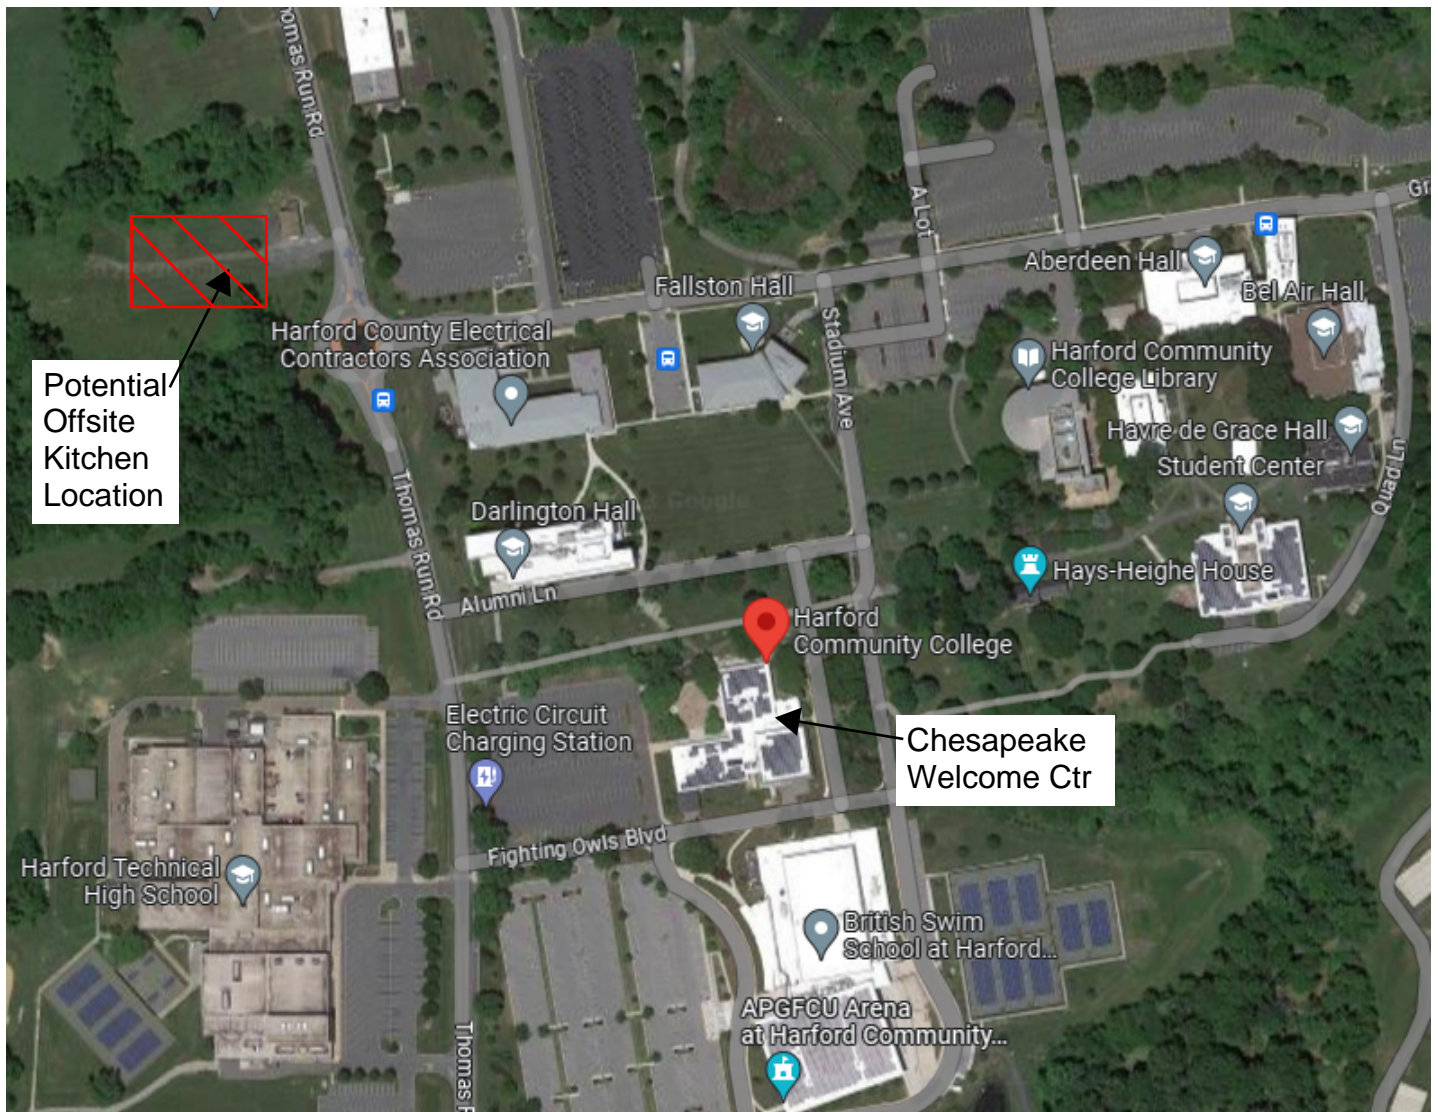 Thomas Run Rd
A Lot
Gr
Aberdeen Hall
Bel Air Hall
Fallston Hall
Harford County Electrical
Contractors Association
Stadium Ave
Harford Community
College Library
Potential
Offsite
Kitchen
Location
Havre de Grace Hall
Student Center
Quad Ln
Thomas Run Rd
Darlington Hall
Google
Alumni Ln
Hays-Heighe House
Harford
Community College
Electric Circuit
Charging Station
Chesapeake
Welcome Ctr
Fighting Owls Blvd
Harford Technical
High School
British Swim
School at Harford...
APGFCU Arena
at Harford Community...
Thomas R